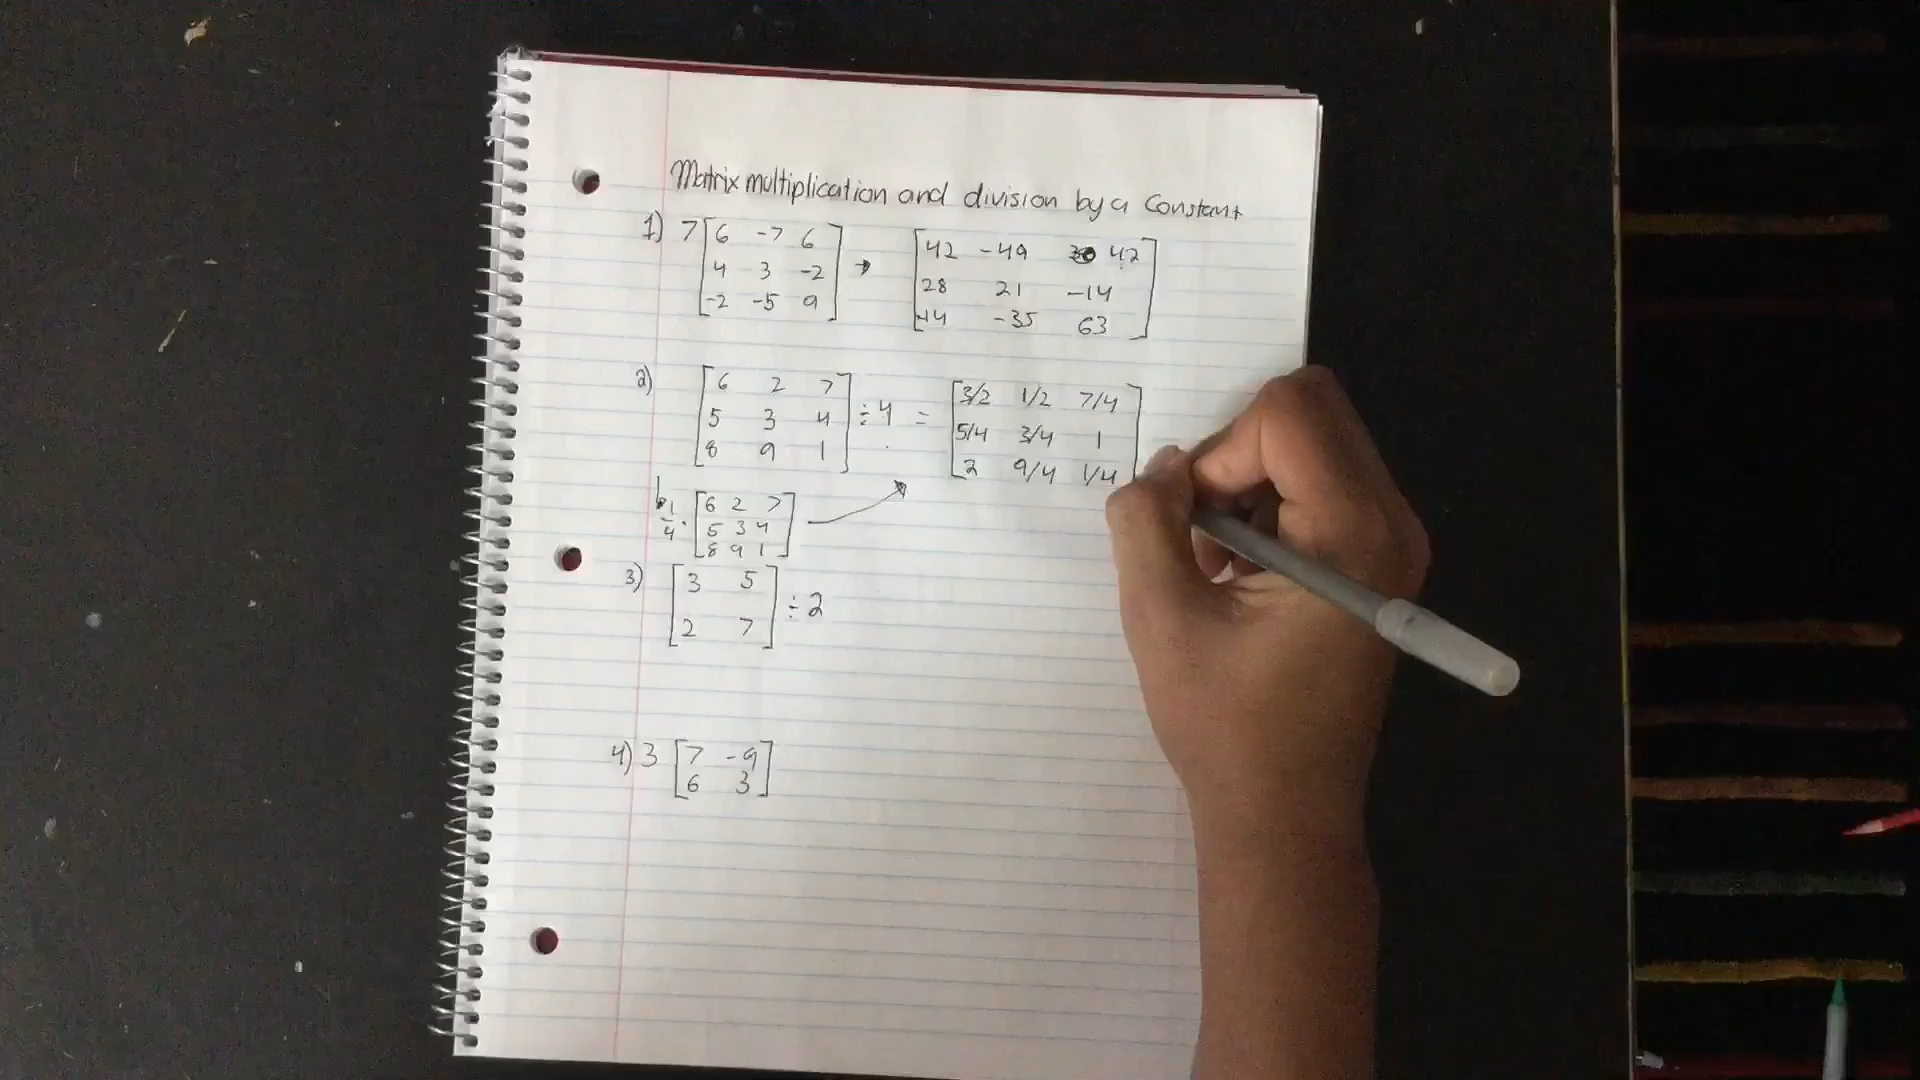 Matrix multiplication and division by a Constant
1) 7 [6 -7 6] → [42 -49 42]
[4 3 -2] [28 21 -14]
[-2 -5 9] [-14 -35 63]
2) [6 2 7] [3/2 1/2 7/4]
[5 3 4] ÷ 4 = [5/4 3/4 1]
[8 9 1] [2 9/4 1/4]
1/4 · [6 2 7]
[5 3 4]
[8 9 1]
3) [3 5] ÷ 2
[2 7]
4) 3 [7 -9]
[6 3]